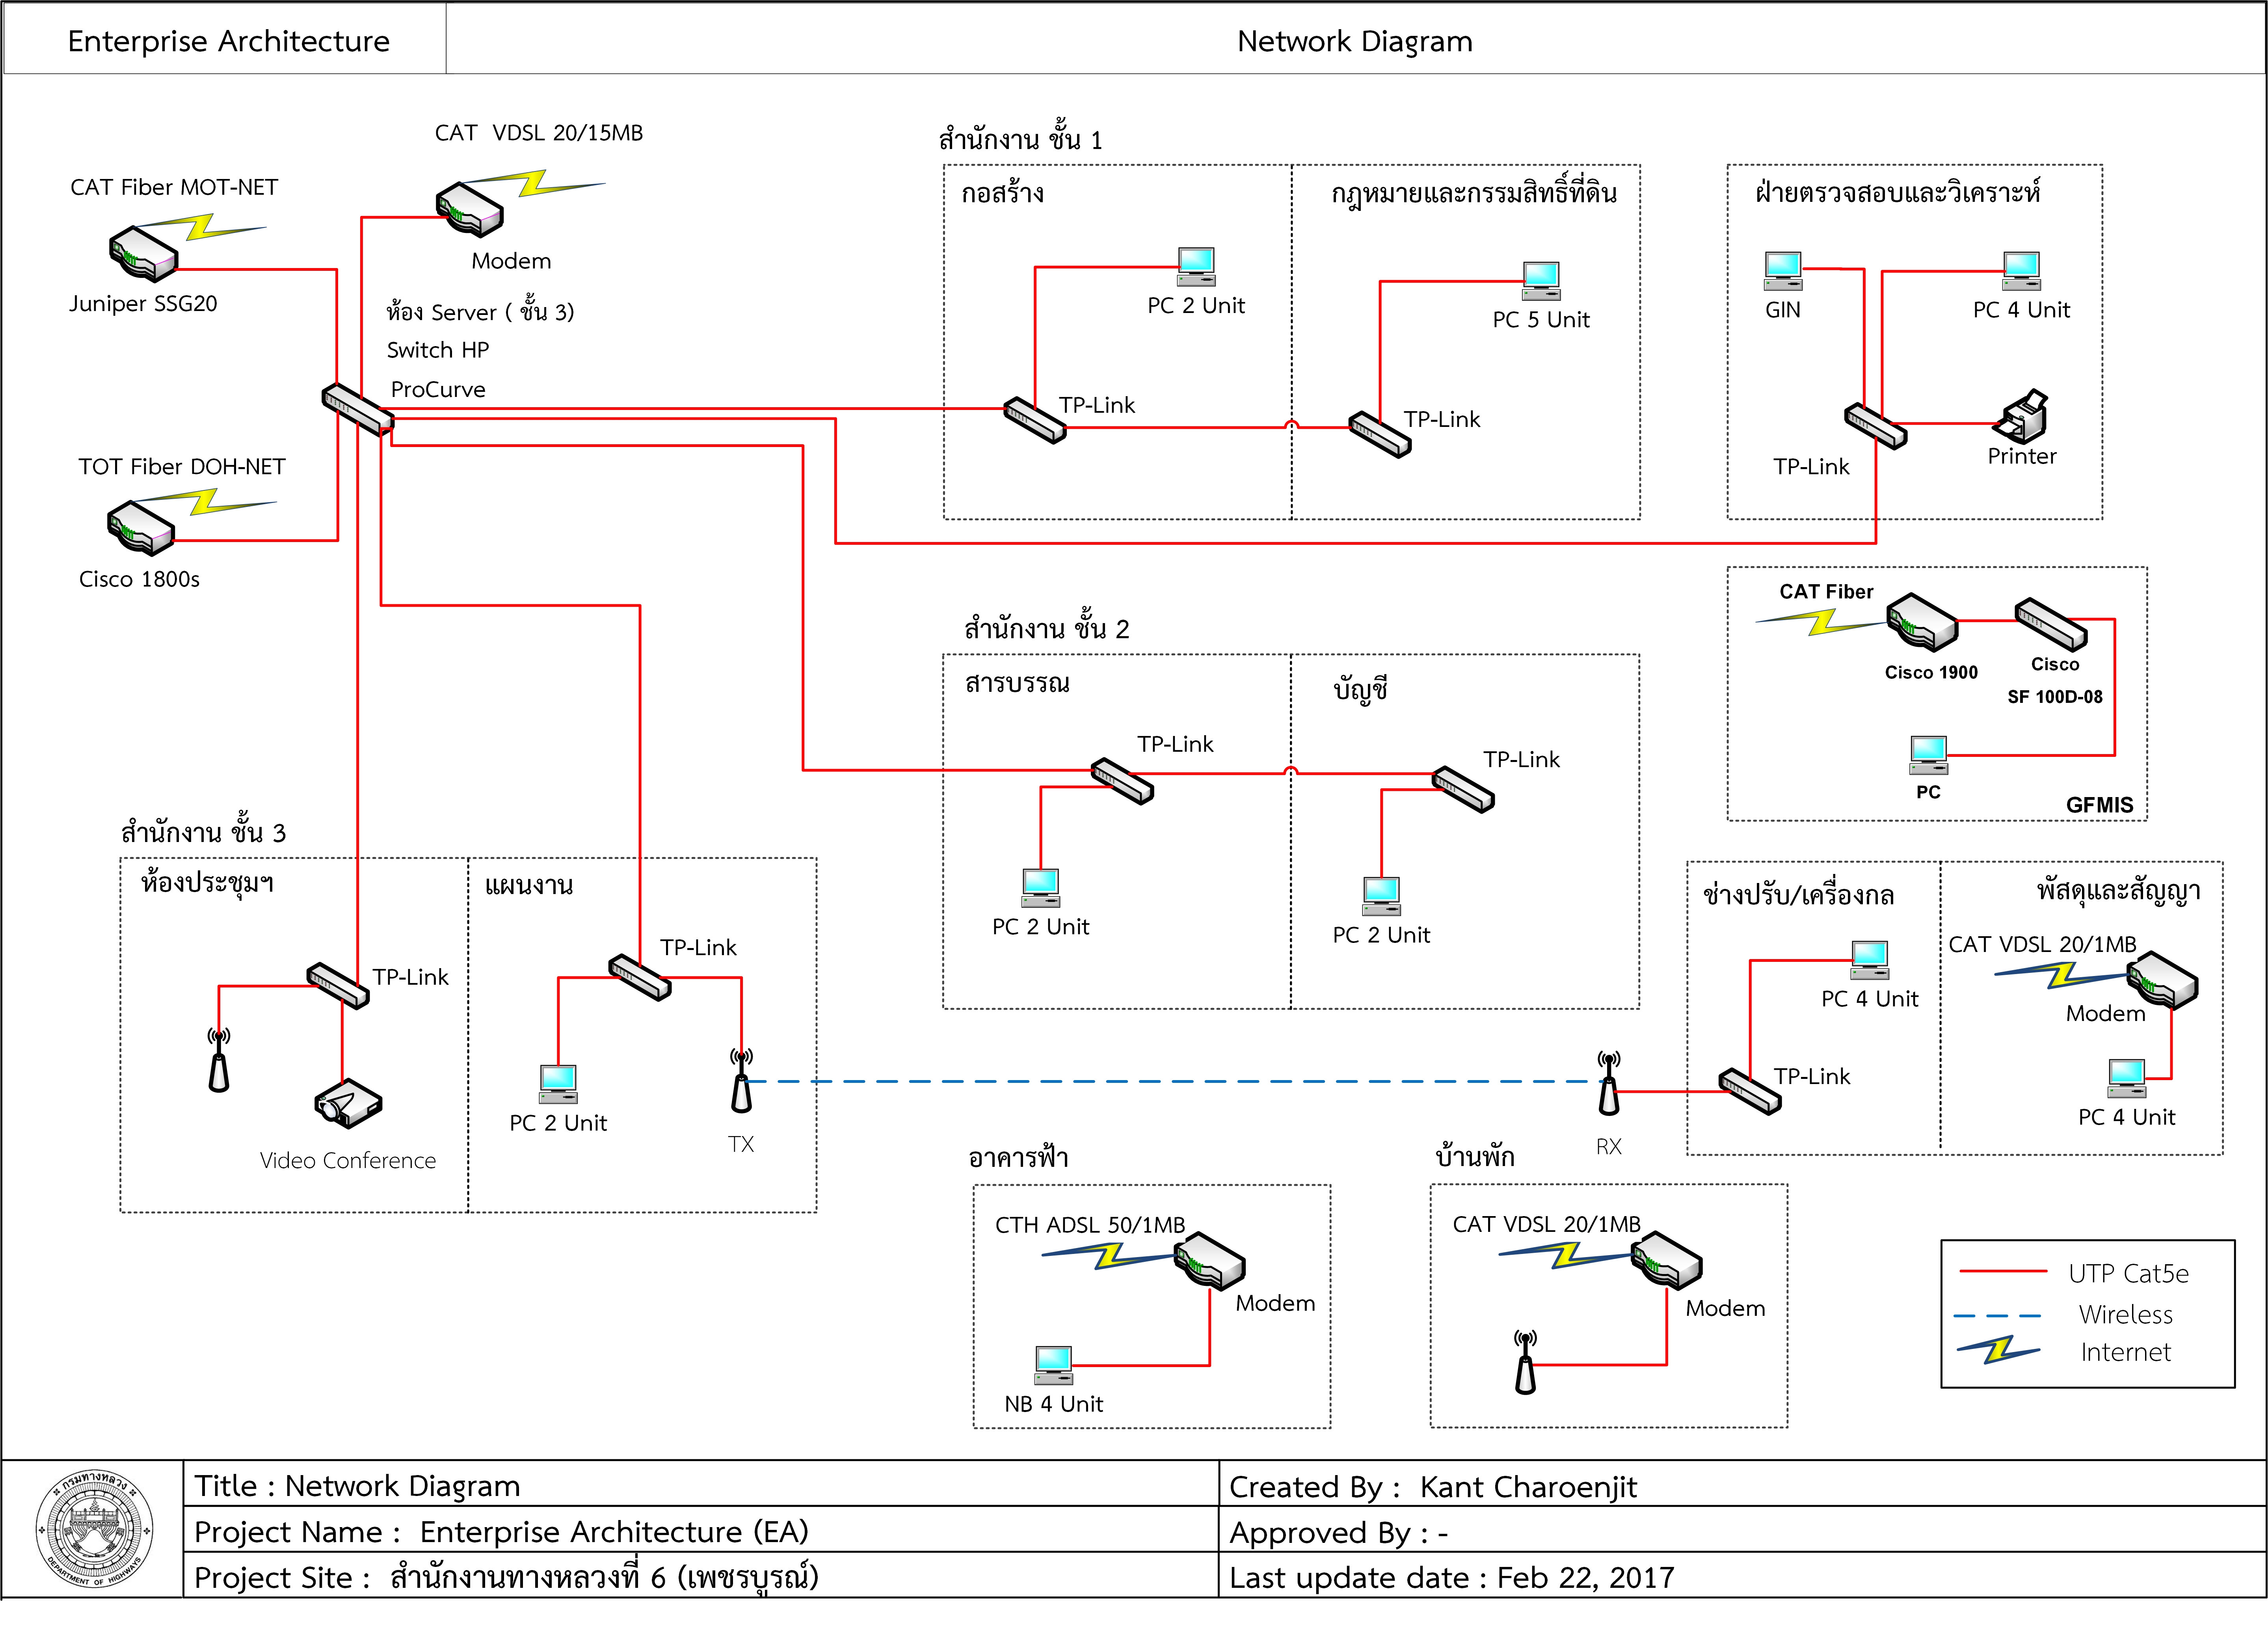 Enterprise Architecture
Network Diagram
CAT  VDSL 20/15MB
CAT Fiber MOT-NET
Modem
Juniper SSG20
ห้อง Server ( ชั้น 3)
Switch HP
ProCurve
TOT Fiber DOH-NET
Cisco 1800s
สำนักงาน ชั้น 1
กอสร้าง
PC 2 Unit
TP-Link
กฎหมายและกรรมสิทธิ์ที่ดิน
PC 5 Unit
TP-Link
ฝ่ายตรวจสอบและวิเคราะห์
GIN
PC 4 Unit
TP-Link
Printer
CAT Fiber
Cisco 1900
Cisco
SF 100D-08
PC
GFMIS
สำนักงาน ชั้น 2
สารบรรณ
TP-Link
PC 2 Unit
บัญชี
TP-Link
PC 2 Unit
สำนักงาน ชั้น 3
ห้องประชุมฯ
TP-Link
Video Conference
แผนงาน
TP-Link
PC 2 Unit
TX
RX
ช่างปรับ/เครื่องกล
PC 4 Unit
TP-Link
พัสดุและสัญญา
CAT VDSL 20/1MB
Modem
PC 4 Unit
อาคารฟ้า
CTH ADSL 50/1MB
Modem
NB 4 Unit
บ้านพัก
CAT VDSL 20/1MB
Modem
UTP Cat5e
Wireless
Internet
กรมทางหลวง
DEPARTMENT OF HIGHWAYS
Title : Network Diagram
Created By :  Kant Charoenjit
Project Name :  Enterprise Architecture (EA)
Approved By : -
Project Site :  สำนักงานทางหลวงที่ 6 (เพชรบูรณ์)
Last update date : Feb 22, 2017